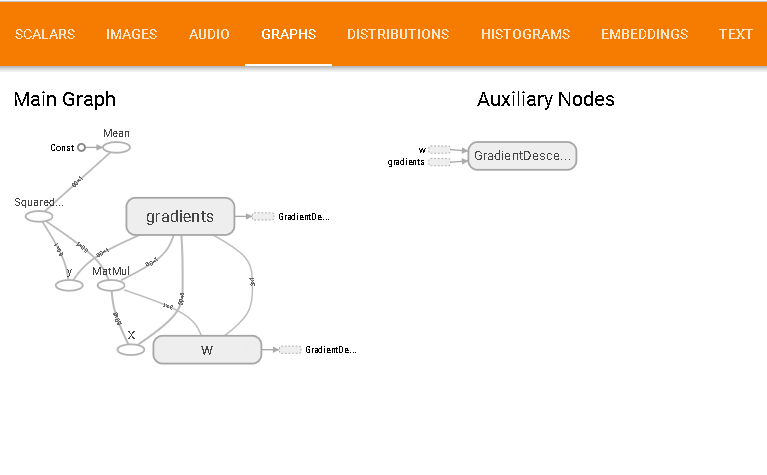 SCALARS IMAGES AUDIO GRAPHS DISTRIBUTIONS HISTOGRAMS EMBEDDINGS TEXT
Main Graph
Auxiliary Nodes
Mean
Const
w
gradients
GradientDesce...
Squared...
gradients
GradientDe...
y
MatMul
X
W
GradientDe...